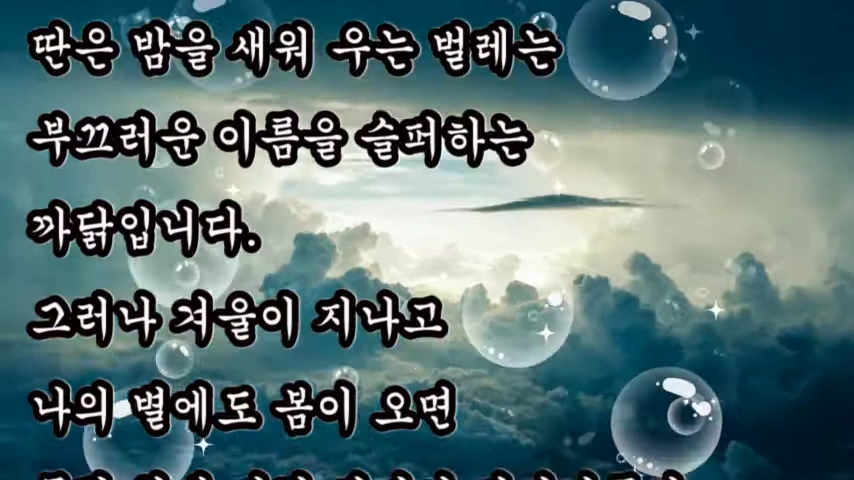 딴은 밤을 새워 우는 벌레는
부끄러운 이름을 슬퍼하는
까닭입니다.
그러나 겨울이 지나고
나의 별에도 봄이 오면